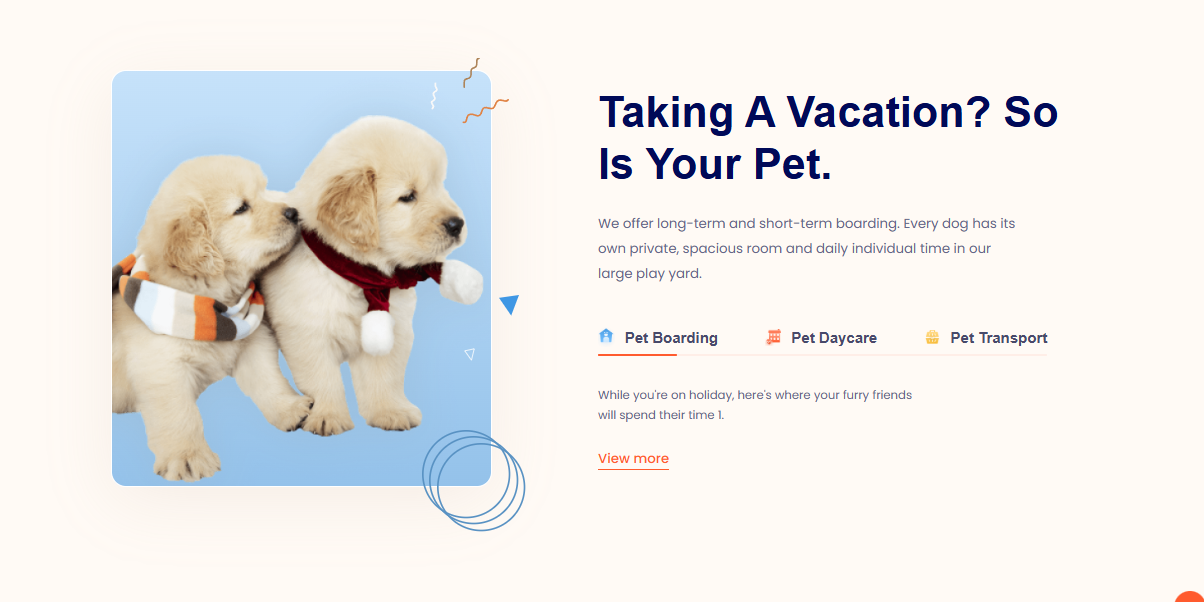 Taking A Vacation? So
Is Your Pet.
We offer long-term and short-term boarding. Every dog has its
own private, spacious room and daily individual time in our
large play yard.
Pet Boarding
Pet Daycare
Pet Transport
While you're on holiday, here's where your furry friends
will spend their time 1.
View more